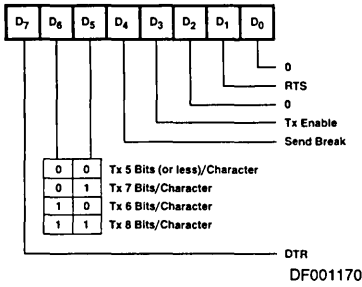 D7 D6 D5 D4 D3 D2 D1 D0
0
RTS
0
Tx Enable
Send Break
0 0 Tx 5 Bits (or less)/Character
0 1 Tx 7 Bits/Character
1 0 Tx 6 Bits/Character
1 1 Tx 8 Bits/Character
DTR
DF001170